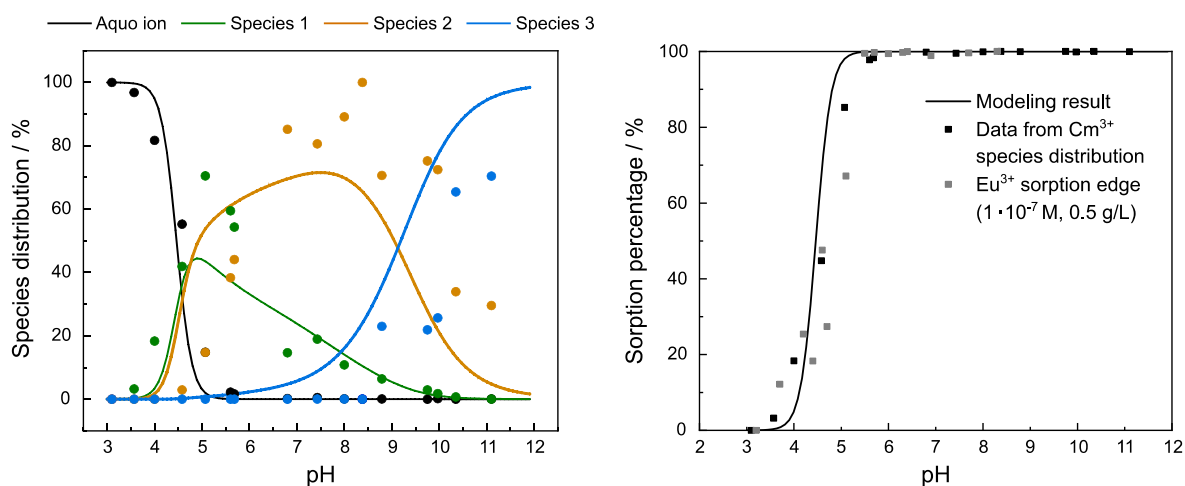 Aquo ion Species 1 Species 2 Species 3
Species distribution / %
100
80
60
40
20
0
3 4 5 6 7 8 9 10 11 12
pH
Sorption percentage / %
100
80
60
40
20
0
2 3 4 5 6 7 8 9 10 11 12
pH
Modeling result
Data from Cm³⁺
species distribution
Eu³⁺ sorption edge
(1·10⁻⁷ M, 0.5 g/L)